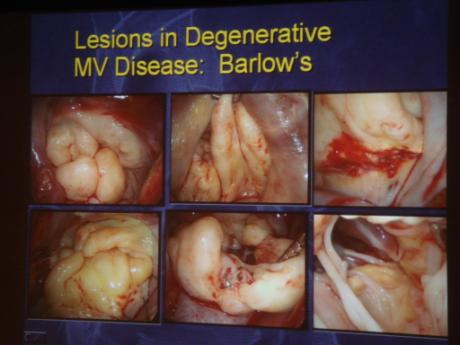 Lesions in Degenerative
MV Disease:  Barlow's